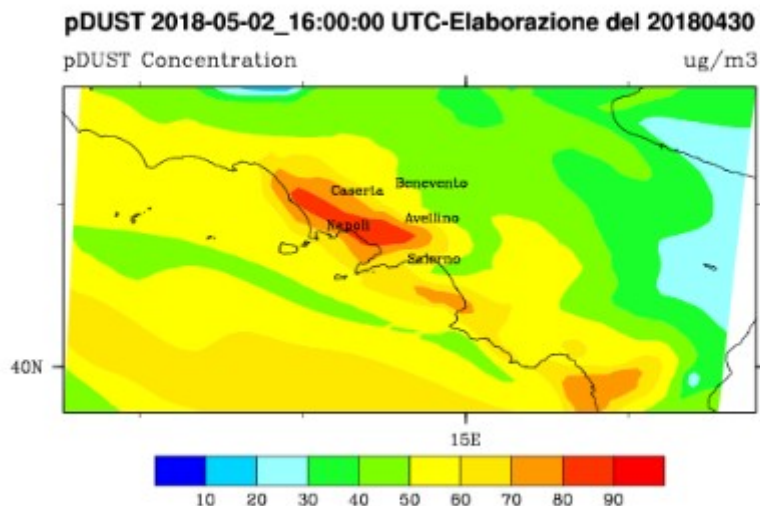 pDUST 2018-05-02_16:00:00 UTC-Elaborazione del 20180430
pDUST Concentration ug/m3
Caserta Benevento
Napoli Avellino
Salerno
40N
15E
10 20 30 40 50 60 70 80 90